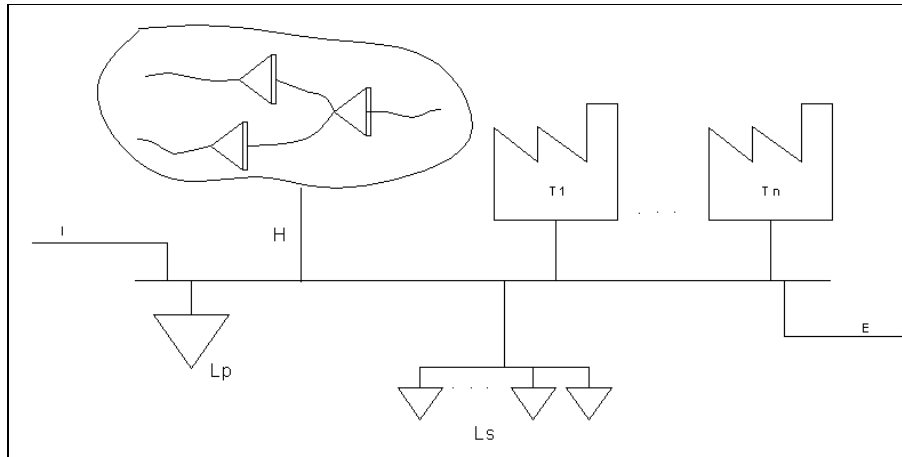 T1
. . .
Tn
I
H
E
Lp
. . . .
Ls